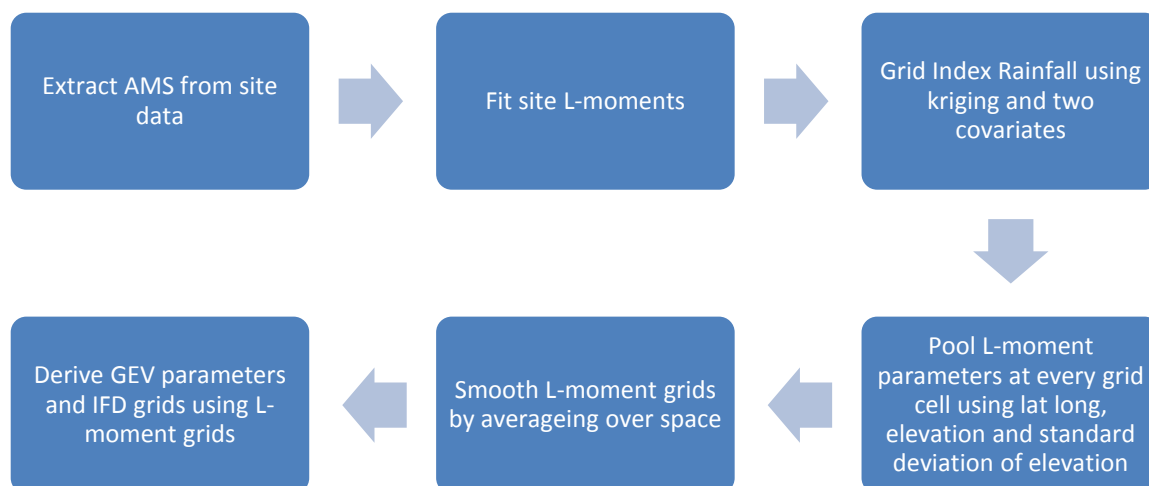 Extract AMS from site
data
Fit site L-moments
Grid Index Rainfall using
kriging and two
covariates
Pool L-moment
parameters at every grid
cell using lat long,
elevation and standard
deviation of elevation
Smooth L-moment grids
by averageing over space
Derive GEV parameters
and IFD grids using L-
moment grids